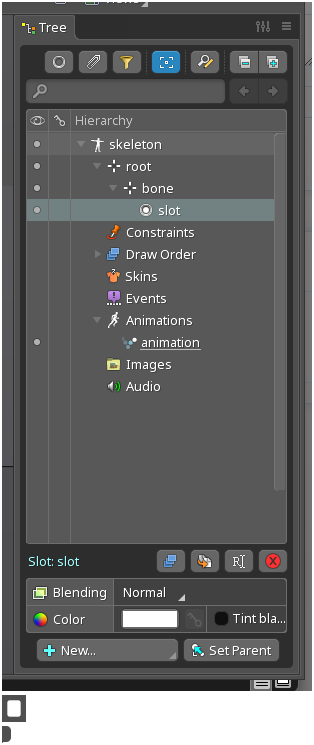 Tree
Hierarchy
skeleton
root
bone
slot
Constraints
Draw Order
Skins
Events
Animations
animation
Images
Audio
Slot: slot
Blending Normal
Color Tint bla...
New... Set Parent